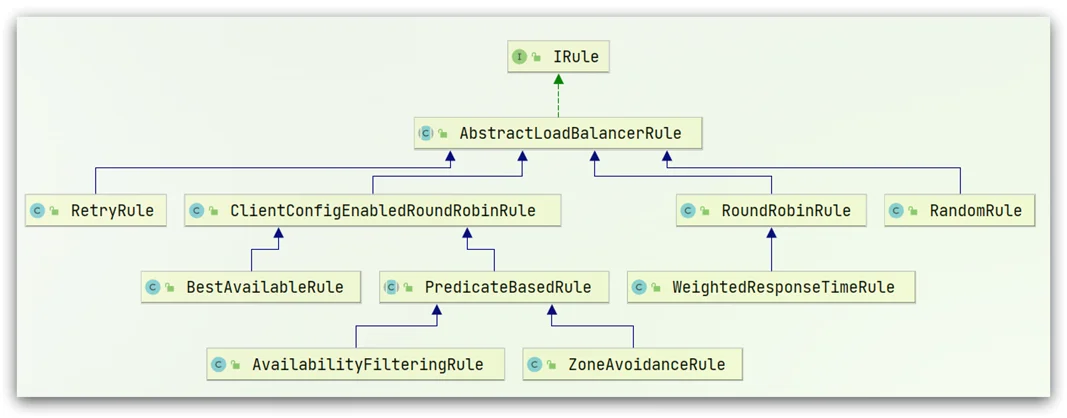 IRule
AbstractLoadBalancerRule
RetryRule
ClientConfigEnabledRoundRobinRule
RoundRobinRule
RandomRule
BestAvailableRule
PredicateBasedRule
WeightedResponseTimeRule
AvailabilityFilteringRule
ZoneAvoidanceRule